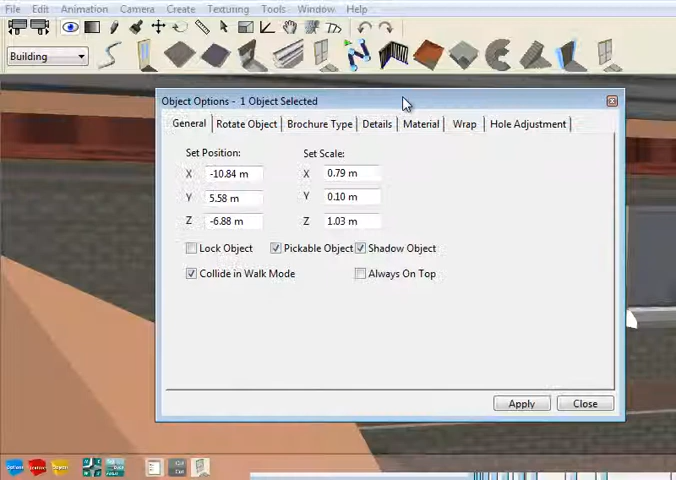 File Edit Animation Camera Create Texturing Tools Window Help
Building
Object Options - 1 Object Selected
General Rotate Object Brochure Type Details Material Wrap Hole Adjustment
Set Position: Set Scale:
X -10.84 m X 0.79 m
Y 5.58 m Y 0.10 m
Z -6.88 m Z 1.03 m
Lock Object Pickable Object Shadow Object
Collide in Walk Mode Always On Top
Apply Close